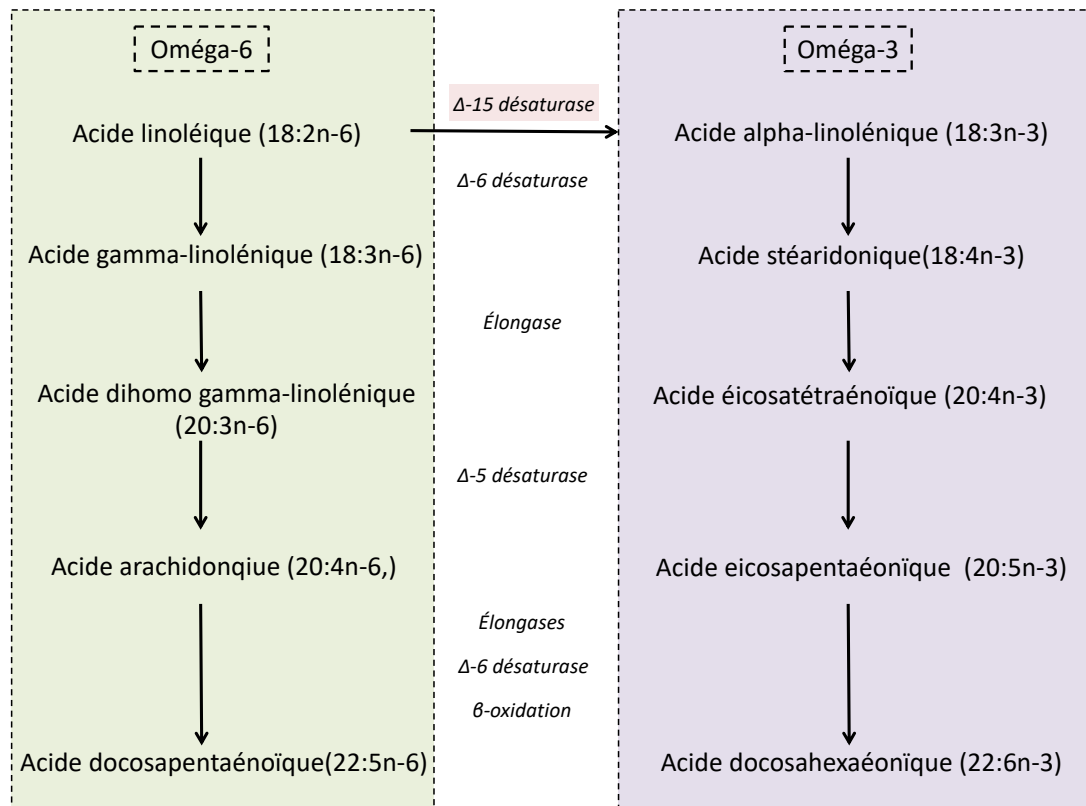 Oméga-6
Oméga-3
Δ-15 désaturase
Acide linoléique (18:2n-6)
Acide alpha-linolénique (18:3n-3)
Δ-6 désaturase
Acide gamma-linolénique (18:3n-6)
Acide stéaridonique(18:4n-3)
Élongase
Acide dihomo gamma-linolénique
(20:3n-6)
Acide éicosatétraénoïque (20:4n-3)
Δ-5 désaturase
Acide arachidonqiue (20:4n-6,)
Acide eicosapentaéonïque (20:5n-3)
Élongases
Δ-6 désaturase
β-oxidation
Acide docosapentaénoïque(22:5n-6)
Acide docosahexaéonïque (22:6n-3)